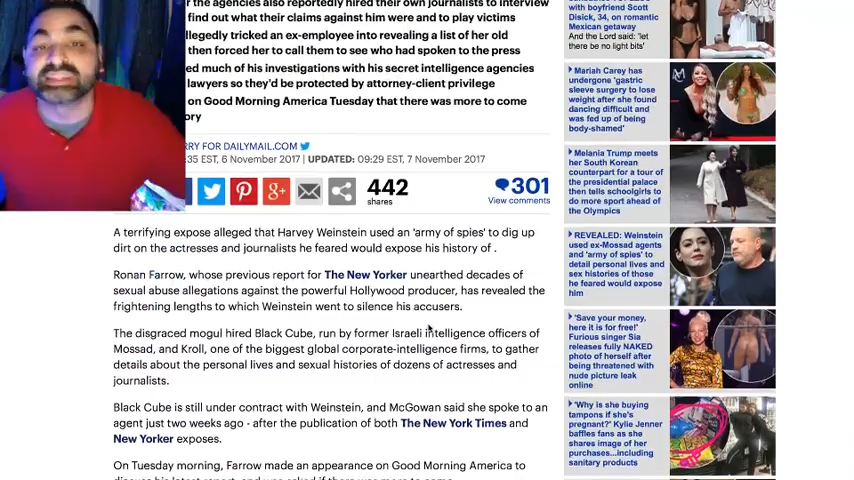 r the agencies also reportedly hired their own journalists to interview
find out what their claims against him were and to play victims
llegedly tricked an ex-employee into revealing a list of her old
then forced her to call them to see who had spoken to the press
ed much of his investigations with his secret intelligence agencies
lawyers so they'd be protected by attorney-client privilege
on Good Morning America Tuesday that there was more to come
ory
RRY FOR DAILYMAIL.COM
:35 EST, 6 November 2017 | UPDATED: 09:29 EST, 7 November 2017
442
shares
301
View comments
A terrifying expose alleged that Harvey Weinstein used an 'army of spies' to dig up
dirt on the actresses and journalists he feared would expose his history of .
Ronan Farrow, whose previous report for The New Yorker unearthed decades of
sexual abuse allegations against the powerful Hollywood producer, has revealed the
frightening lengths to which Weinstein went to silence his accusers.
The disgraced mogul hired Black Cube, run by former Israeli intelligence officers of
Mossad, and Kroll, one of the biggest global corporate-intelligence firms, to gather
details about the personal lives and sexual histories of dozens of actresses and
journalists.
Black Cube is still under contract with Weinstein, and McGowan said she spoke to an
agent just two weeks ago - after the publication of both The New York Times and
New Yorker exposes.
On Tuesday morning, Farrow made an appearance on Good Morning America to
with boyfriend Scott
Disick, 34, on romantic
Mexican getaway
And the Lord said: 'let
there be no light bits'
Mariah Carey has
undergone 'gastric
sleeve surgery to lose
weight after she found
dancing difficult and
was fed up of being
body-shamed'
Melania Trump meets
her South Korean
counterpart for a tour of
the presidential palace
then tells schoolgirls to
do more sport ahead of
the Olympics
REVEALED: Weinstein
used ex-Mossad agents
and 'army of spies' to
detail personal lives and
sex histories of those
he feared would expose
him
'Save your money,
here it is for free!'
Furious singer Sia
releases fully NAKED
photo of herself after
being threatened with
nude picture leak
online
'Why is she buying
tampons if she's
pregnant?' Kylie Jenner
baffles fans as she
shares image of her
purchases...including
sanitary products